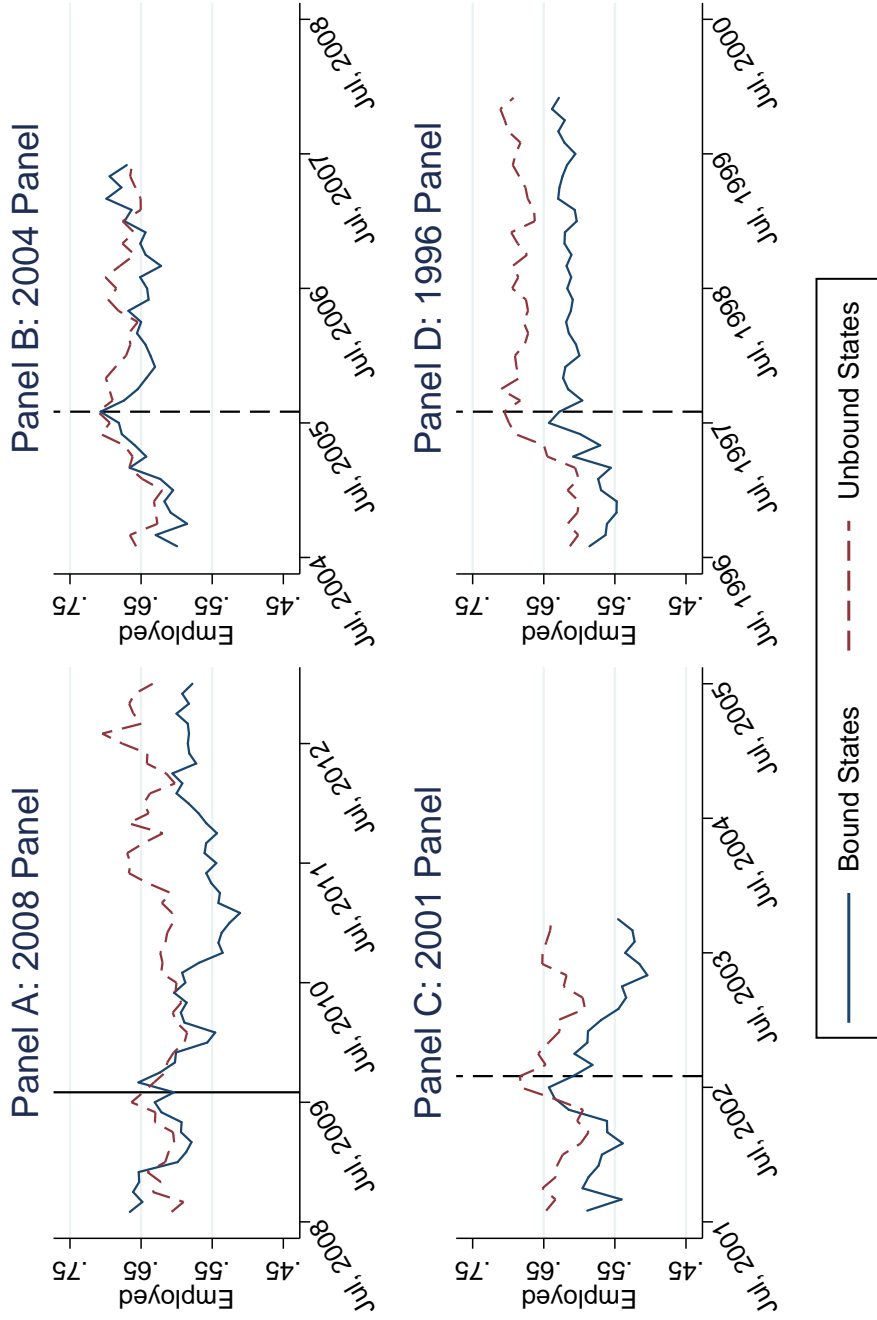 Panel A: 2008 Panel
Employed
.75
.65
.55
.45
Jul, 2008
Jul, 2009
Jul, 2010
Jul, 2011
Jul, 2012
Panel B: 2004 Panel
Employed
.75
.65
.55
.45
Jul, 2004
Jul, 2005
Jul, 2006
Jul, 2007
Jul, 2008
Panel C: 2001 Panel
Employed
.75
.65
.55
.45
Jul, 2001
Jul, 2002
Jul, 2003
Jul, 2004
Jul, 2005
Panel D: 1996 Panel
Employed
.75
.65
.55
.45
Jul, 1996
Jul, 1997
Jul, 1998
Jul, 1999
Jul, 2000
Bound States
Unbound States